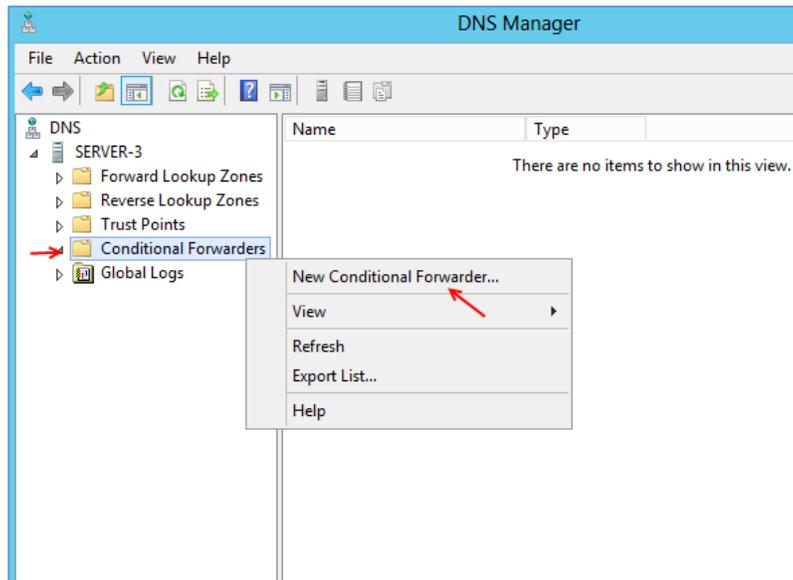 DNS Manager
File Action View Help
DNS
SERVER-3
Forward Lookup Zones
Reverse Lookup Zones
Trust Points
Conditional Forwarders
Global Logs
Name Type
There are no items to show in this view.
New Conditional Forwarder...
View
Refresh
Export List...
Help